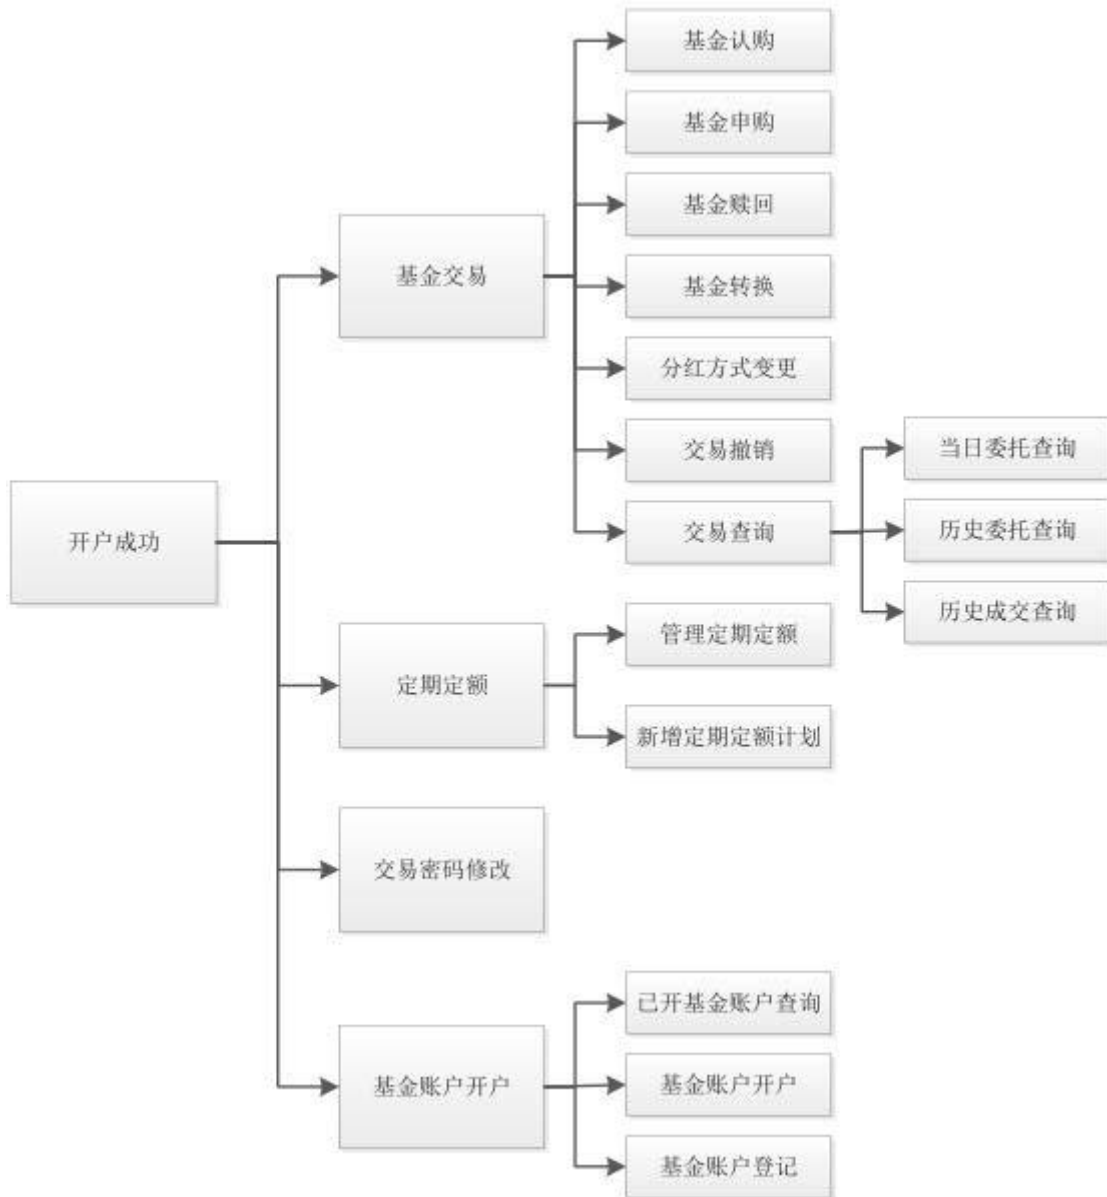 基金认购
基金申购
基金赎回
基金交易
基金转换
分红方式变更
交易撤销
当日委托查询
开户成功
交易查询
历史委托查询
历史成交查询
定期定额
管理定期定额
新增定期定额计划
交易密码修改
已开基金账户查询
基金账户开户
基金账户开户
基金账户登记